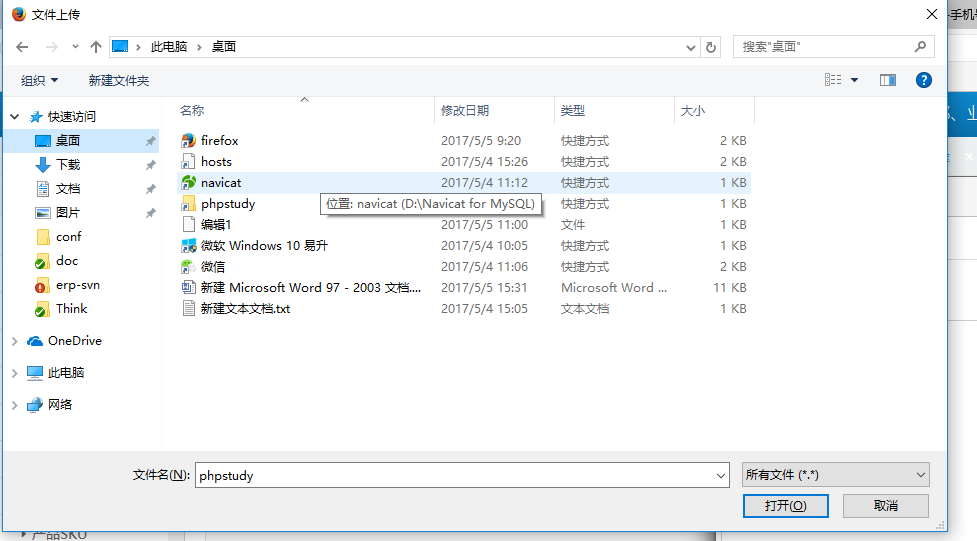 文件上传
手机号
此电脑 > 桌面
搜索"桌面"
组织 新建文件夹
名称 修改日期 类型 大小
快速访问
桌面
下载
文档
图片
conf
doc
erp-svn
Think
OneDrive
此电脑
网络
firefox 2017/5/5 9:20 快捷方式 2 KB
hosts 2017/5/4 15:26 快捷方式 2 KB
navicat 2017/5/4 11:12 快捷方式 1 KB
phpstudy 快捷方式 1 KB
位置: navicat (D:\Navicat for MySQL)
编辑1 2017/5/5 11:00 文件 1 KB
微软 Windows 10 易升 2017/5/4 10:05 快捷方式 1 KB
微信 2017/5/4 11:06 快捷方式 2 KB
新建 Microsoft Word 97 - 2003 文档.... 2017/5/5 15:31 Microsoft Word ... 11 KB
新建文本文档.txt 2017/5/4 15:05 文本文档 1 KB
文件名(N): phpstudy 所有文件 (*.*)
打开(O) 取消
产品SKU